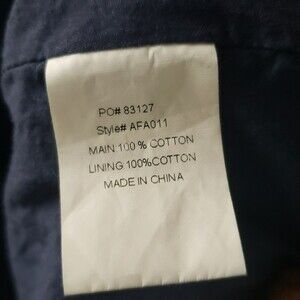 PO# 83127
Style# AFA011
MAIN:100 % COTTON
LINING:100%COTTON
MADE IN CHINA